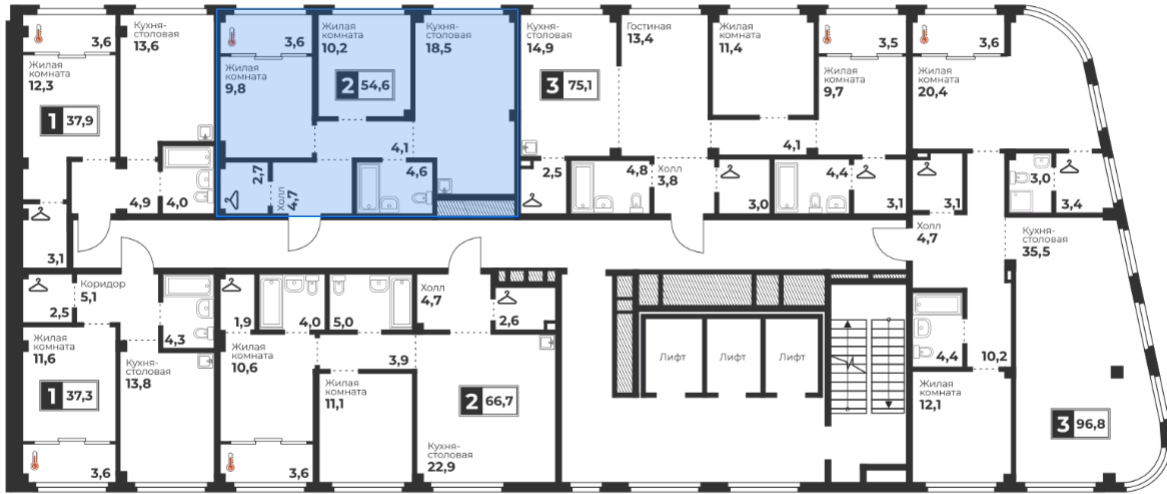 3,6
Жилая
комната
12,3
1 37,9
3,1
Кухня-
столовая
13,6
4,9
4,0
3,6
Жилая
комната
9,8
Жилая
комната
10,2
2 54,6
Кухня-
столовая
18,5
2,7
Холл
4,7
4,1
4,6
Кухня-
столовая
14,9
3 75,1
Гостиная
13,4
Жилая
комната
11,4
3,5
Жилая
комната
9,7
4,1
2,5
4,8
Холл
3,8
3,0
4,4
3,1
3,6
Жилая
комната
20,4
3,1
3,0
3,4
Холл
4,7
Кухня-
столовая
35,5
4,4
10,2
Жилая
комната
12,1
3 96,8
2,5
Коридор
5,1
4,3
Жилая
комната
11,6
1 37,3
3,6
Кухня-
столовая
13,8
1,9
4,0
5,0
Холл
4,7
2,6
Жилая
комната
10,6
3,9
Жилая
комната
11,1
2 66,7
Кухня-
столовая
22,9
3,6
Лифт
Лифт
Лифт